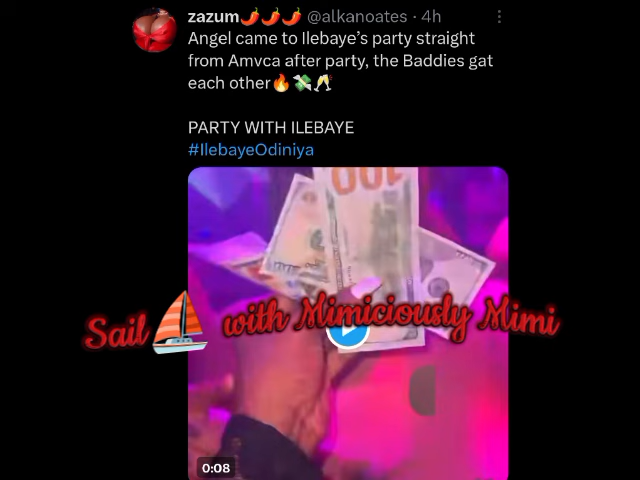 zazum🌶️🌶️🌶️ @alkanoates · 4h
Angel came to Ilebaye’s party straight
from Amvca after party, the Baddies gat
each other🔥💸🥂
PARTY WITH ILEBAYE
#IlebayeOdiniya
100
Sail ⛵ with Mimiciously Mimi
0:08